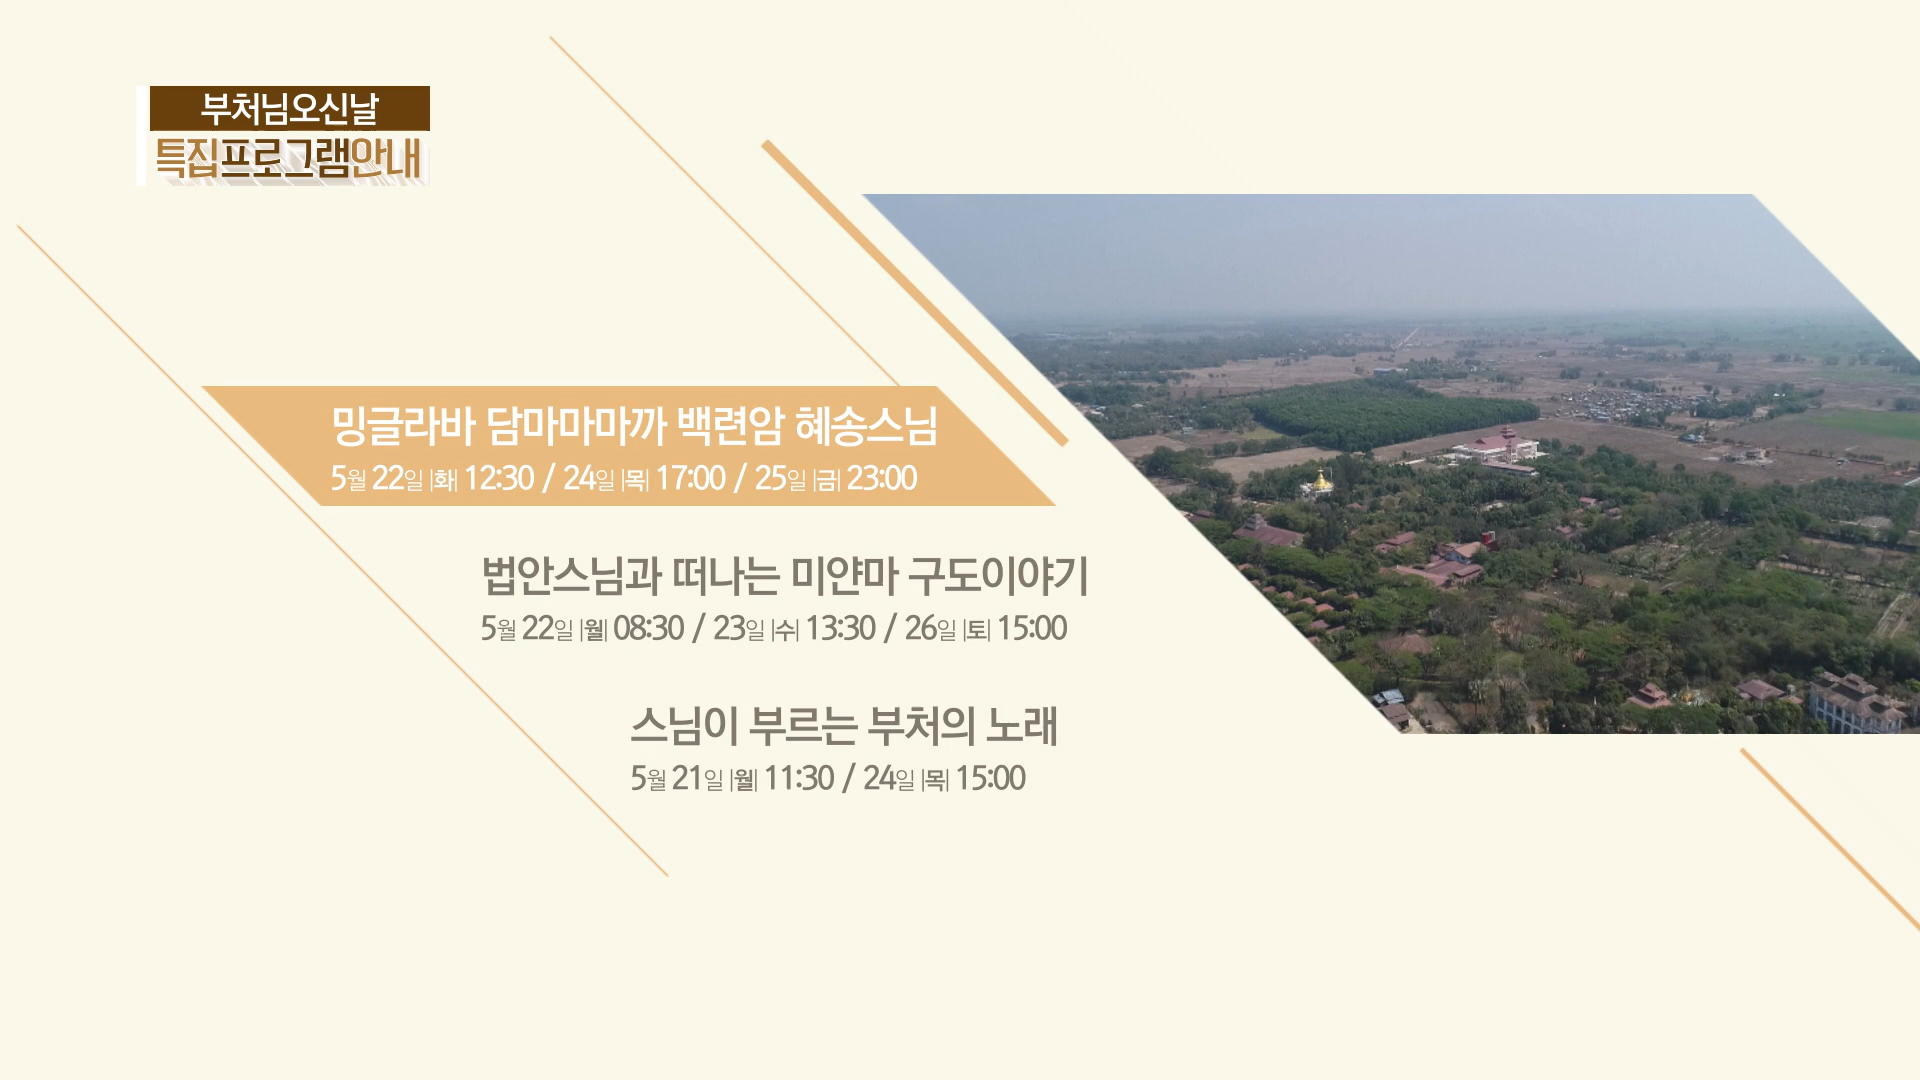 부처님오신날
특집프로그램안내
밍글라바 담마마마까 백련암 혜송스님
5월 22일 |화| 12:30 / 24일 |목| 17:00 / 25일 |금| 23:00
법안스님과 떠나는 미얀마 구도이야기
5월 22일 |월| 08:30 / 23일 |수| 13:30 / 26일 |토| 15:00
스님이 부르는 부처의 노래
5월 21일 |월| 11:30 / 24일 |목| 15:00